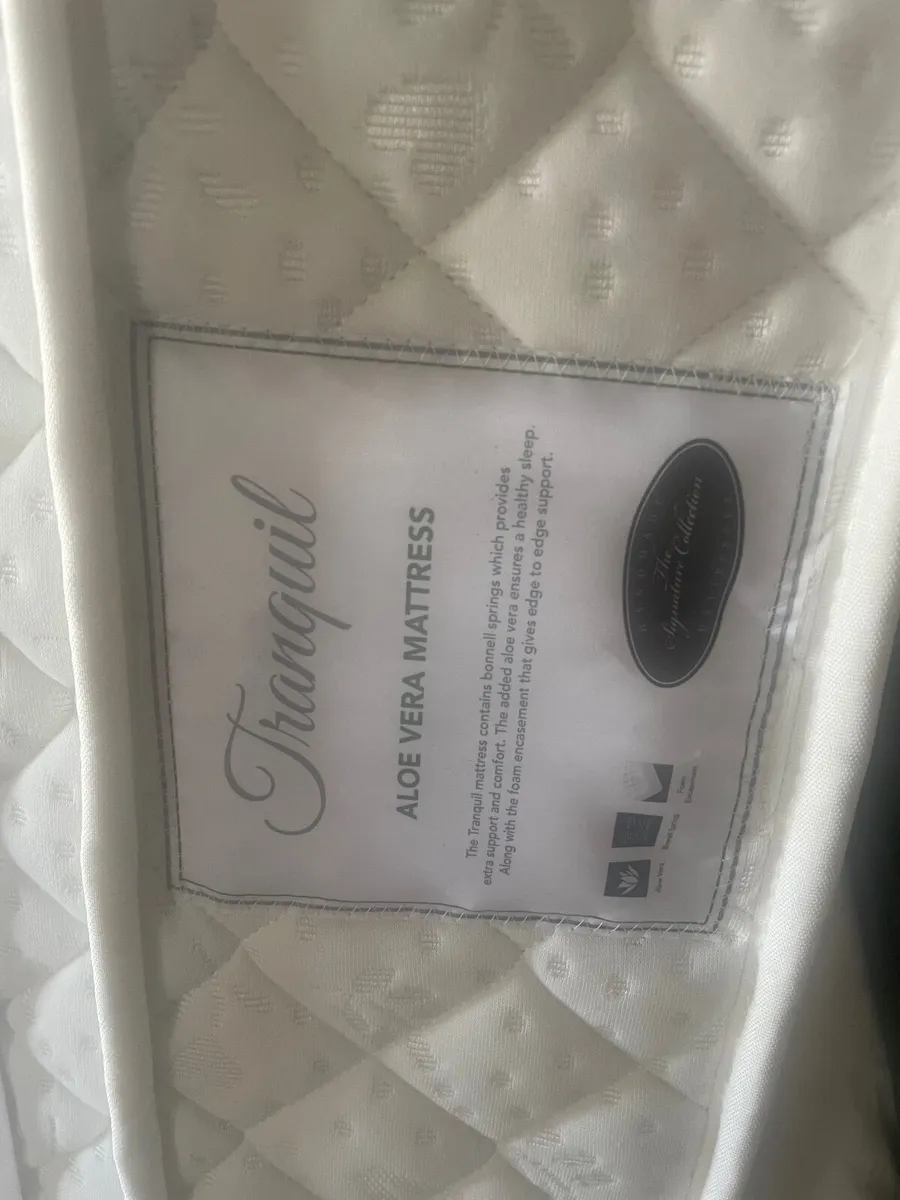 Tranquil
ALOE VERA MATTRESS
The Tranquil mattress contains bonnell springs which provides
extra support and comfort. The added aloe vera ensures a healthy sleep.
Along with the foam encasement that gives edge to edge support.
Aloe Vera
Bonnell Spring
Foam
Encasement
HANDMADE
The
Signature Collection